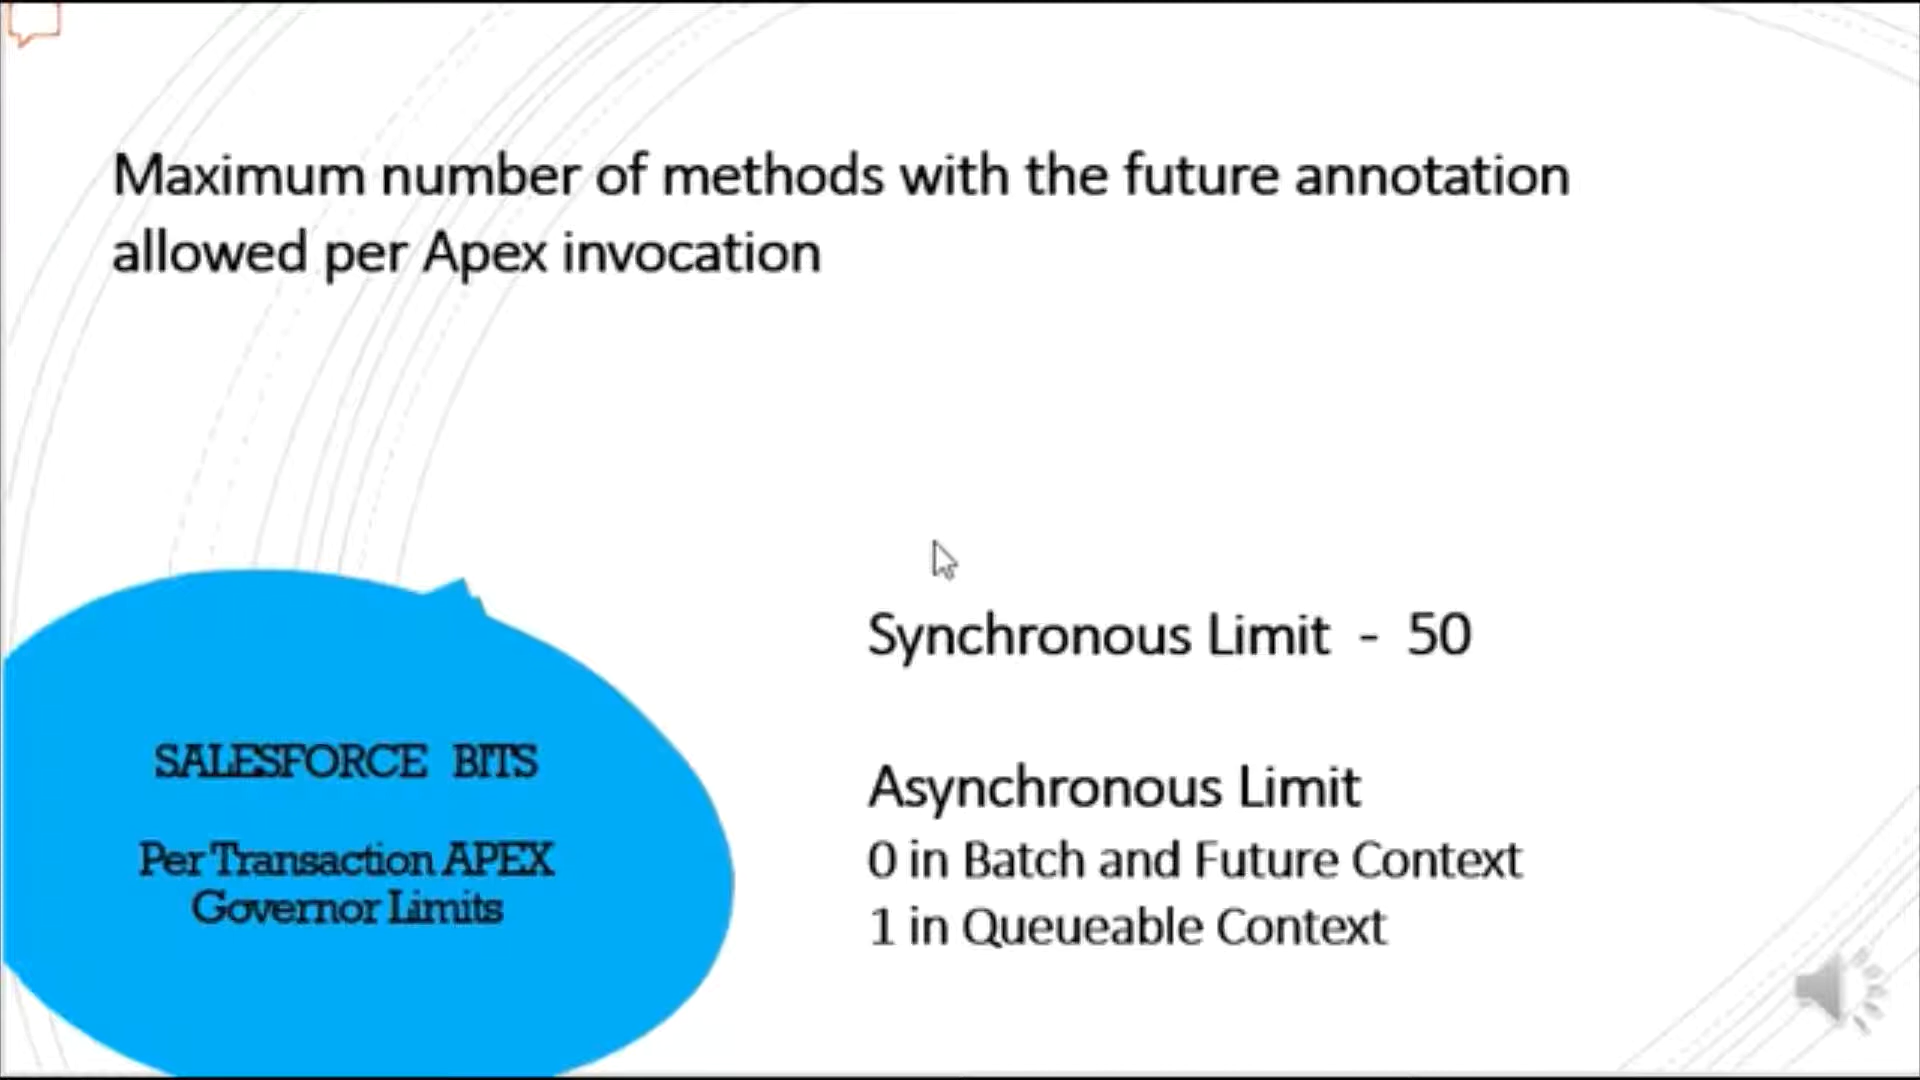 Maximum number of methods with the future annotation
allowed per Apex invocation
Synchronous Limit - 50
Asynchronous Limit
0 in Batch and Future Context
1 in Queueable Context
SALESFORCE BITS
Per Transaction APEX
Governor Limits